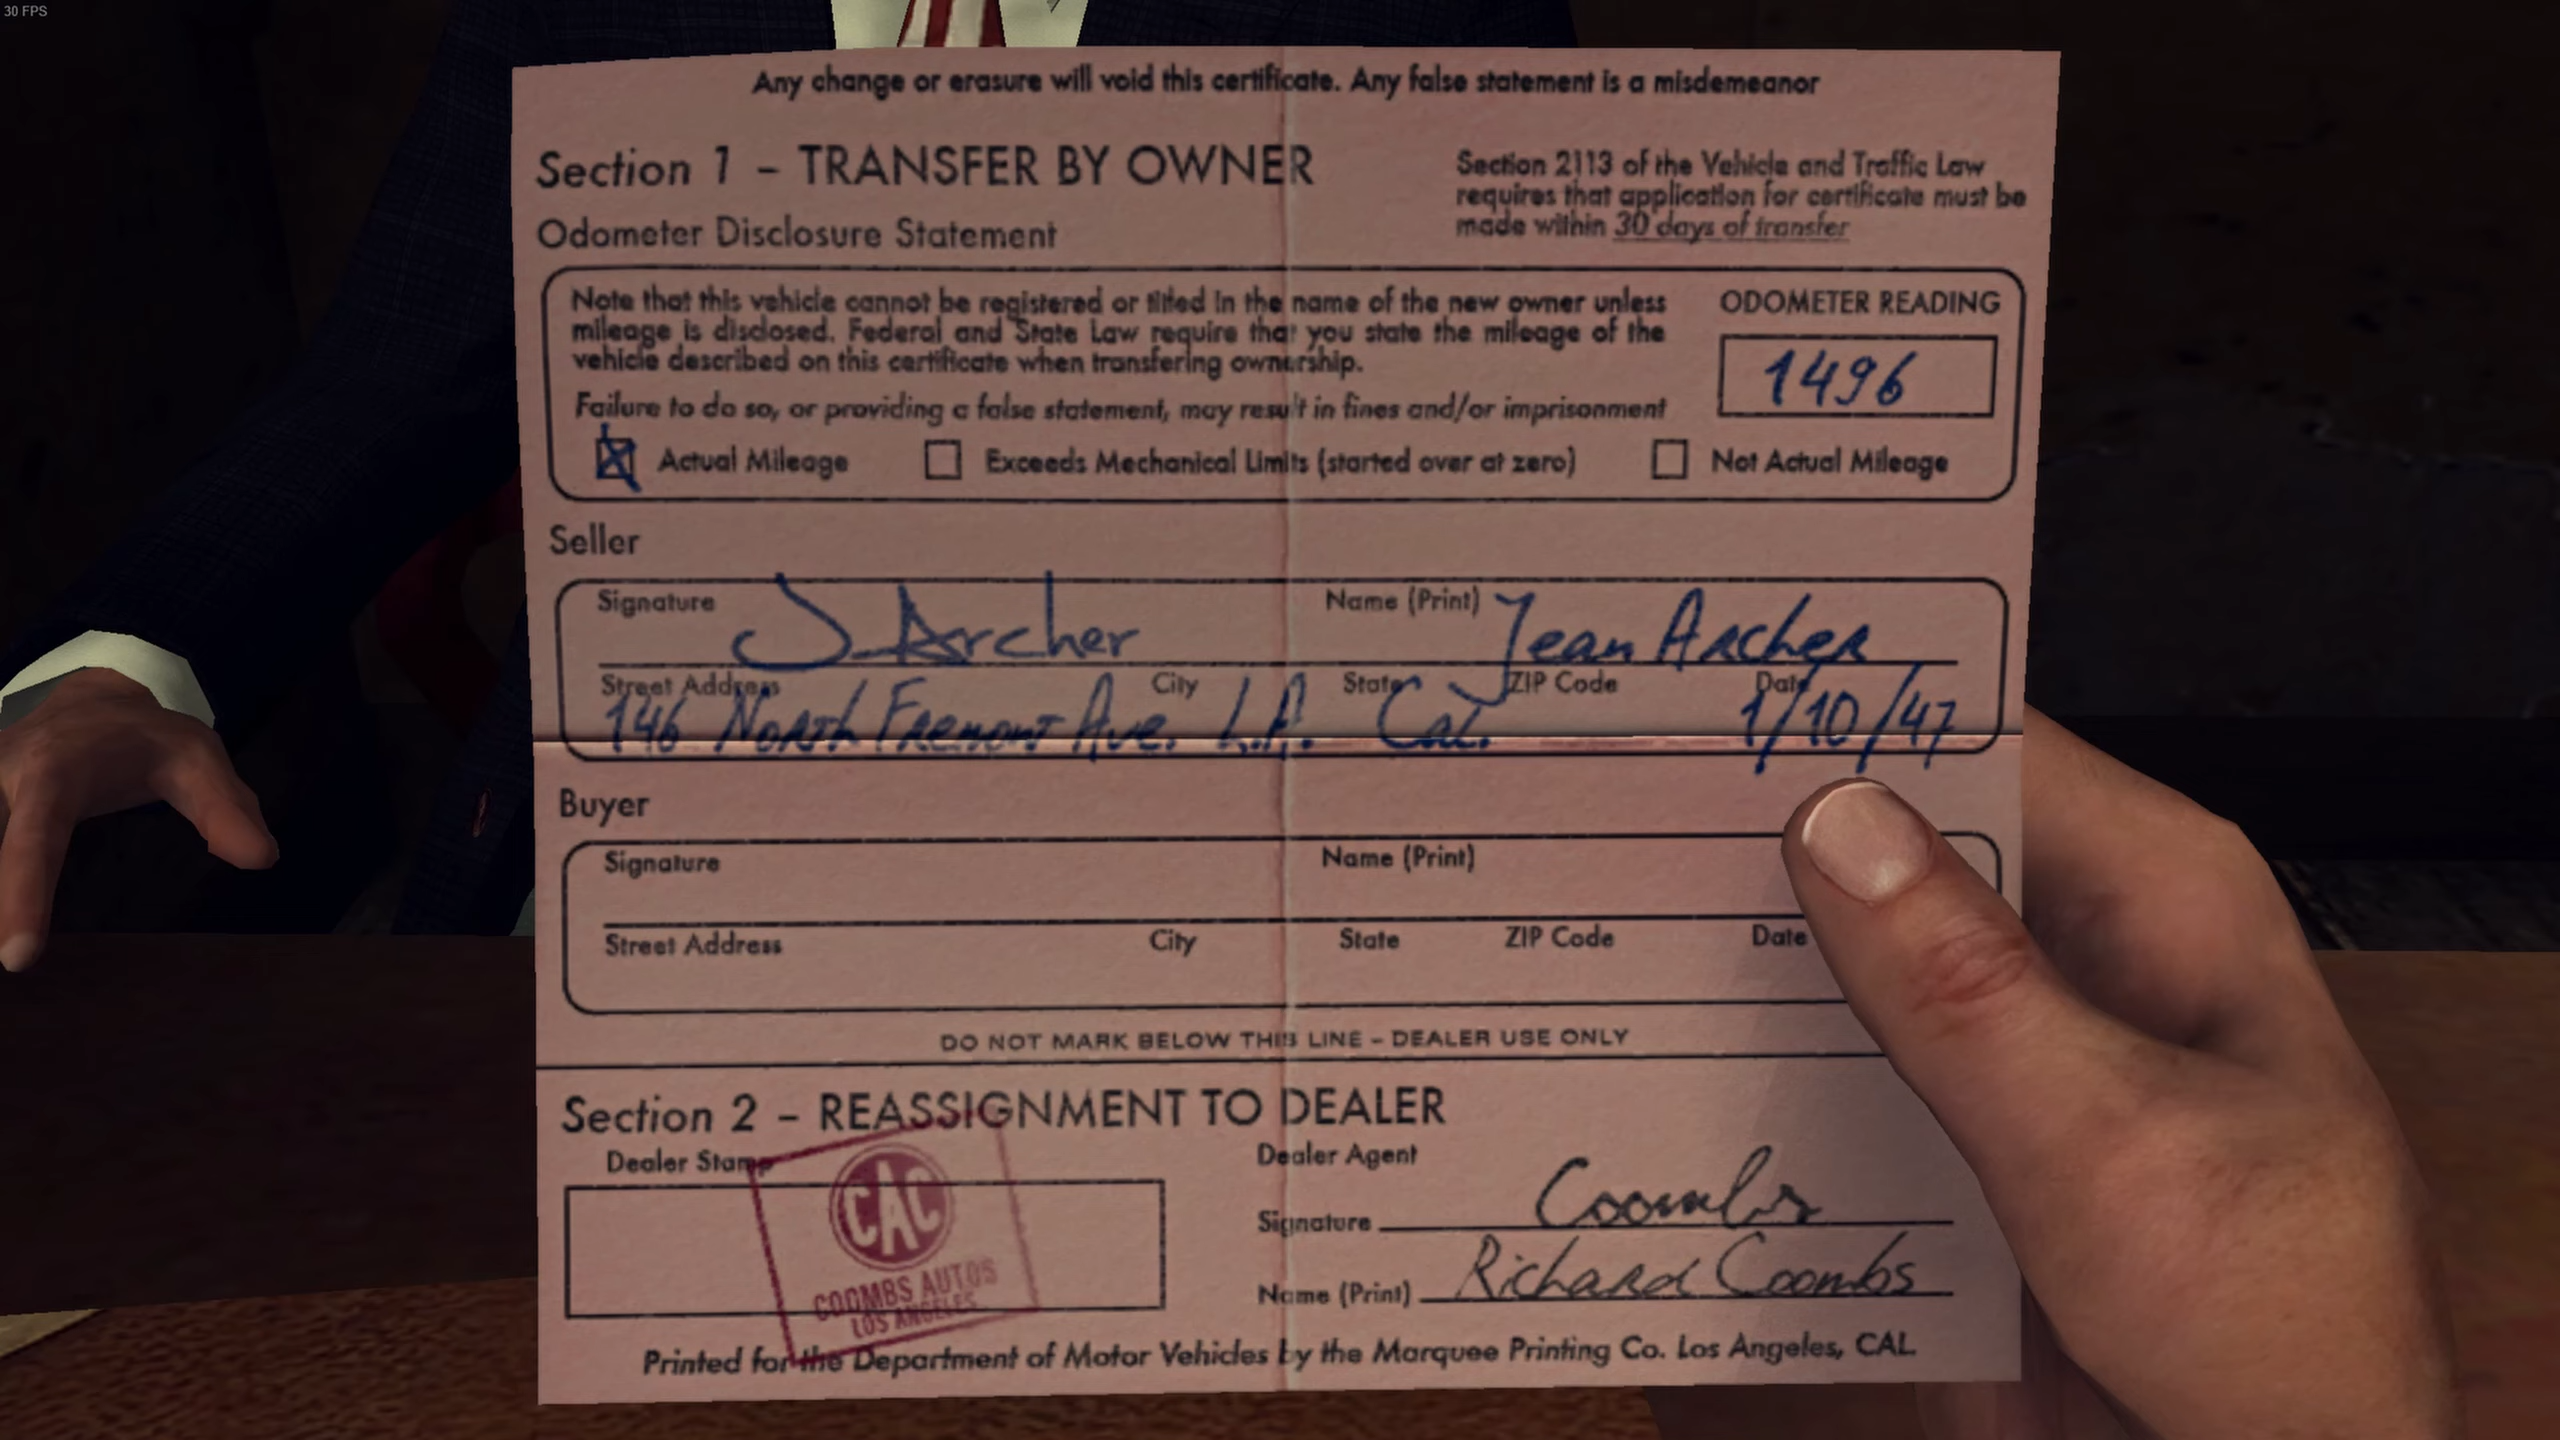 30 FPS
Any change or erasure will void this certificate. Any false statement is a misdemeanor
Section 1 – TRANSFER BY OWNER
Section 2113 of the Vehicle and Traffic Law
requires that application for certificate must be
made within 30 days of transfer
Odometer Disclosure Statement
Note that this vehicle cannot be registered or titled in the name of the new owner unless
mileage is disclosed. Federal and State Law require that you state the mileage of the
vehicle described on this certificate when transfering ownership.
Failure to do so, or providing a false statement, may result in fines and/or imprisonment
ODOMETER READING
1496
Actual Mileage Exceeds Mechanical Limits (started over at zero) Not Actual Mileage
Seller
Signature J Archer Name (Print) Jean Archer
Street Address City State ZIP Code Date
146 North Fremont Ave. L.A. Cal. 1/10/47
Buyer
Signature Name (Print)
Street Address City State ZIP Code Date
DO NOT MARK BELOW THIS LINE – DEALER USE ONLY
Section 2 – REASSIGNMENT TO DEALER
Dealer Stamp
CAC
COOMBS AUTOS
LOS ANGELES
Dealer Agent
Signature Coombs
Name (Print) Richard Coombs
Printed for the Department of Motor Vehicles by the Marquee Printing Co. Los Angeles, CAL